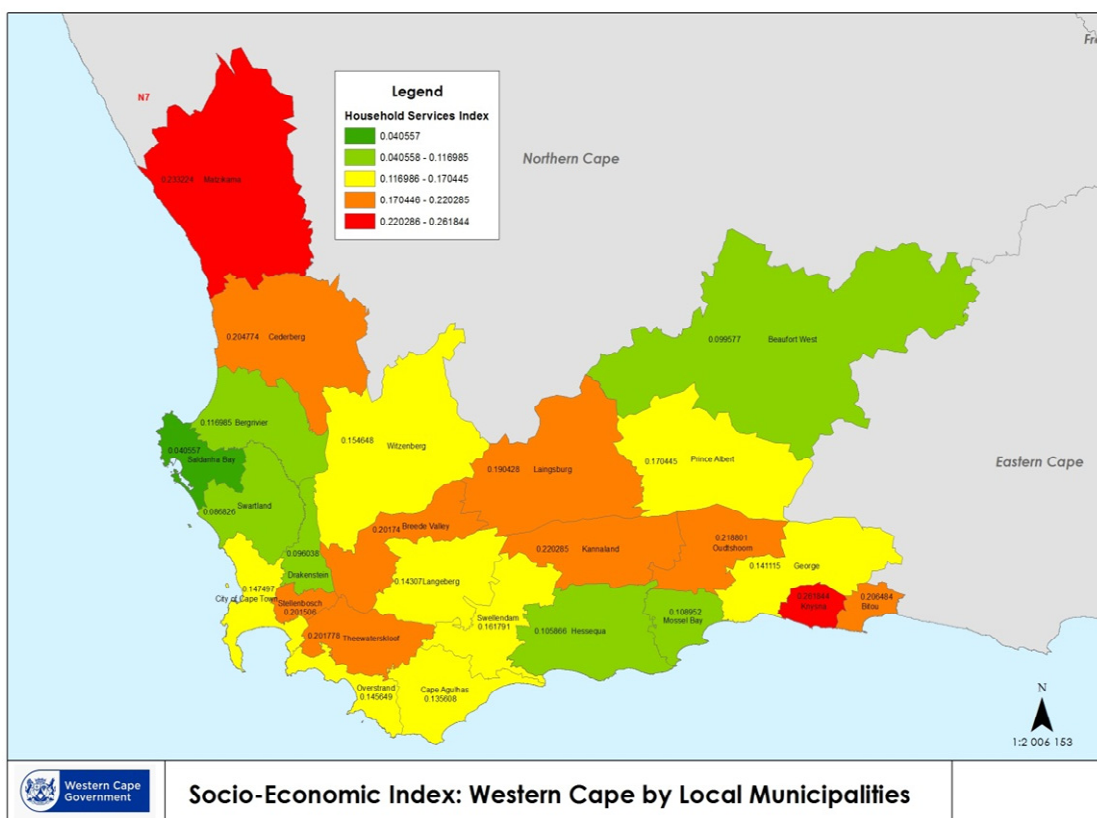 Fre
N7
Legend
Household Services Index
0.040557
0.040558 - 0.116985
0.116986 - 0.170445
0.170446 - 0.220285
0.220286 - 0.261844
Northern Cape
0.233224 Matzikama
0.204774 Cederberg
0.099577 Beaufort West
0.116985 Bergrivier
0.154648 Witzenberg
0.040557
Saldanha Bay
0.190428 Laingsburg
0.170445 Prince Albert
Eastern Cape
Swartland
0.086826
0.20174 Breede Valley
0.220285 Kannaland
0.218801
Oudtshoorn
0.096038
Drakenstein
0.14307 Langeberg
0.141115 George
0.147497
City of Cape Town
Stellenbosch
0.201506
0.261844
Knysna
0.206484
Bitou
0.201778 Theewaterskloof
Swellendam
0.161791
0.105866 Hessequa
0.108952
Mossel Bay
Overstrand
0.145649
Cape Agulhas
0.135608
N
1:2 006 153
Western Cape
Government
Socio-Economic Index: Western Cape by Local Municipalities